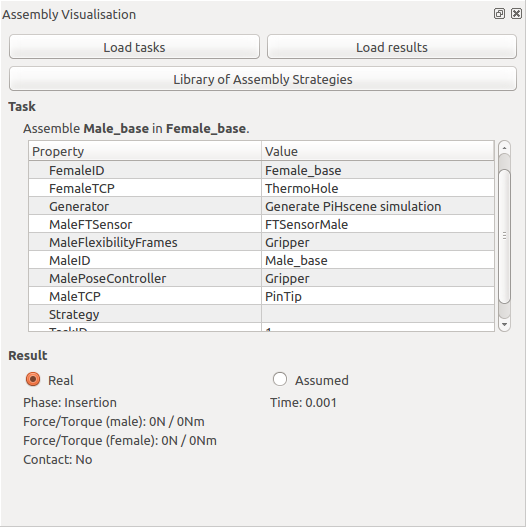 Assembly Visualisation
Load tasks Load results
Library of Assembly Strategies
Task
Assemble Male_base in Female_base.
Property Value
FemaleID Female_base
FemaleTCP ThermoHole
Generator Generate PiHscene simulation
MaleFTSensor FTSensorMale
MaleFlexibilityFrames Gripper
MaleID Male_base
MalePoseController Gripper
MaleTCP PinTip
Strategy
TaskID 1
Result
Real Assumed
Phase: Insertion Time: 0.001
Force/Torque (male): 0N / 0Nm
Force/Torque (female): 0N / 0Nm
Contact: No